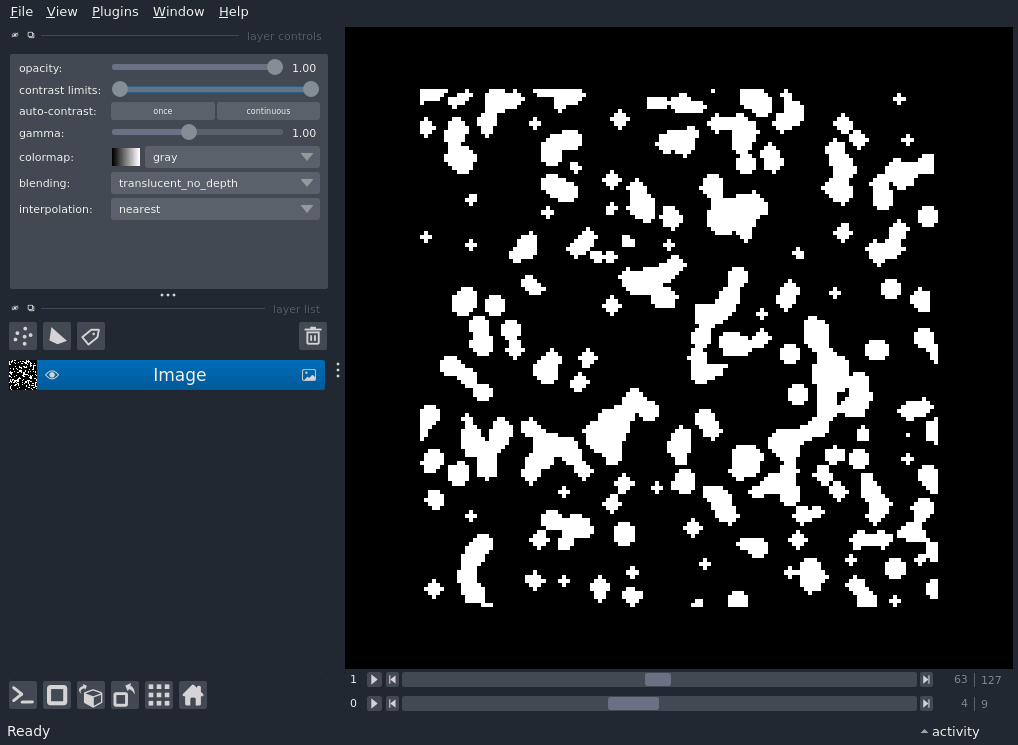 File View Plugins Window Help
layer controls
opacity: 1.00
contrast limits:
auto-contrast: once continuous
gamma: 1.00
colormap: gray
blending: translucent_no_depth
interpolation: nearest
layer list
Image
1 63 127
0 4 9
Ready activity